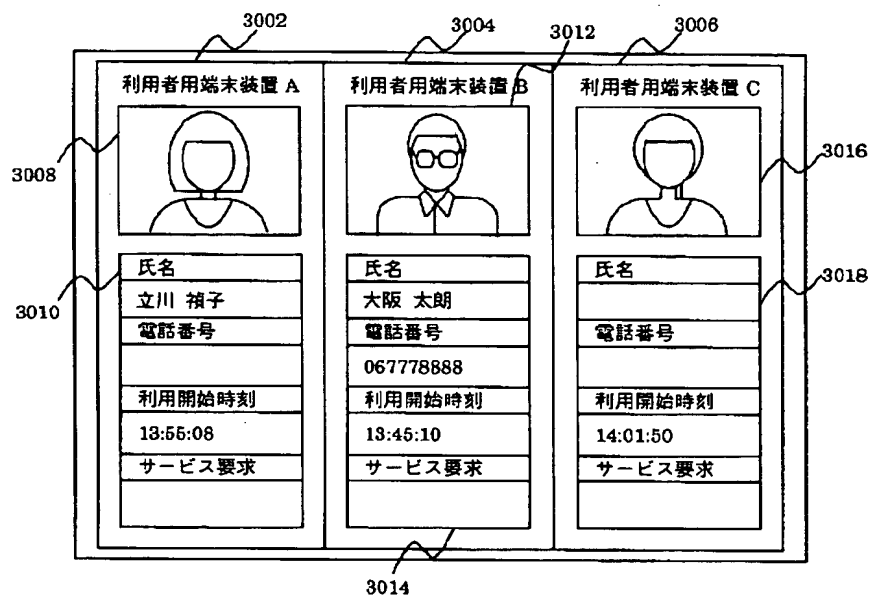 3002
3004
3012
3006
利用者用端末装置 A
利用者用端末装置 B
利用者用端末装置 C
3008
3016
3010
3018
氏名
立川 禎子
電話番号
利用開始時刻
13:55:08
サービス要求
氏名
大阪 太朗
電話番号
067778888
利用開始時刻
13:45:10
サービス要求
氏名
電話番号
利用開始時刻
14:01:50
サービス要求
3014